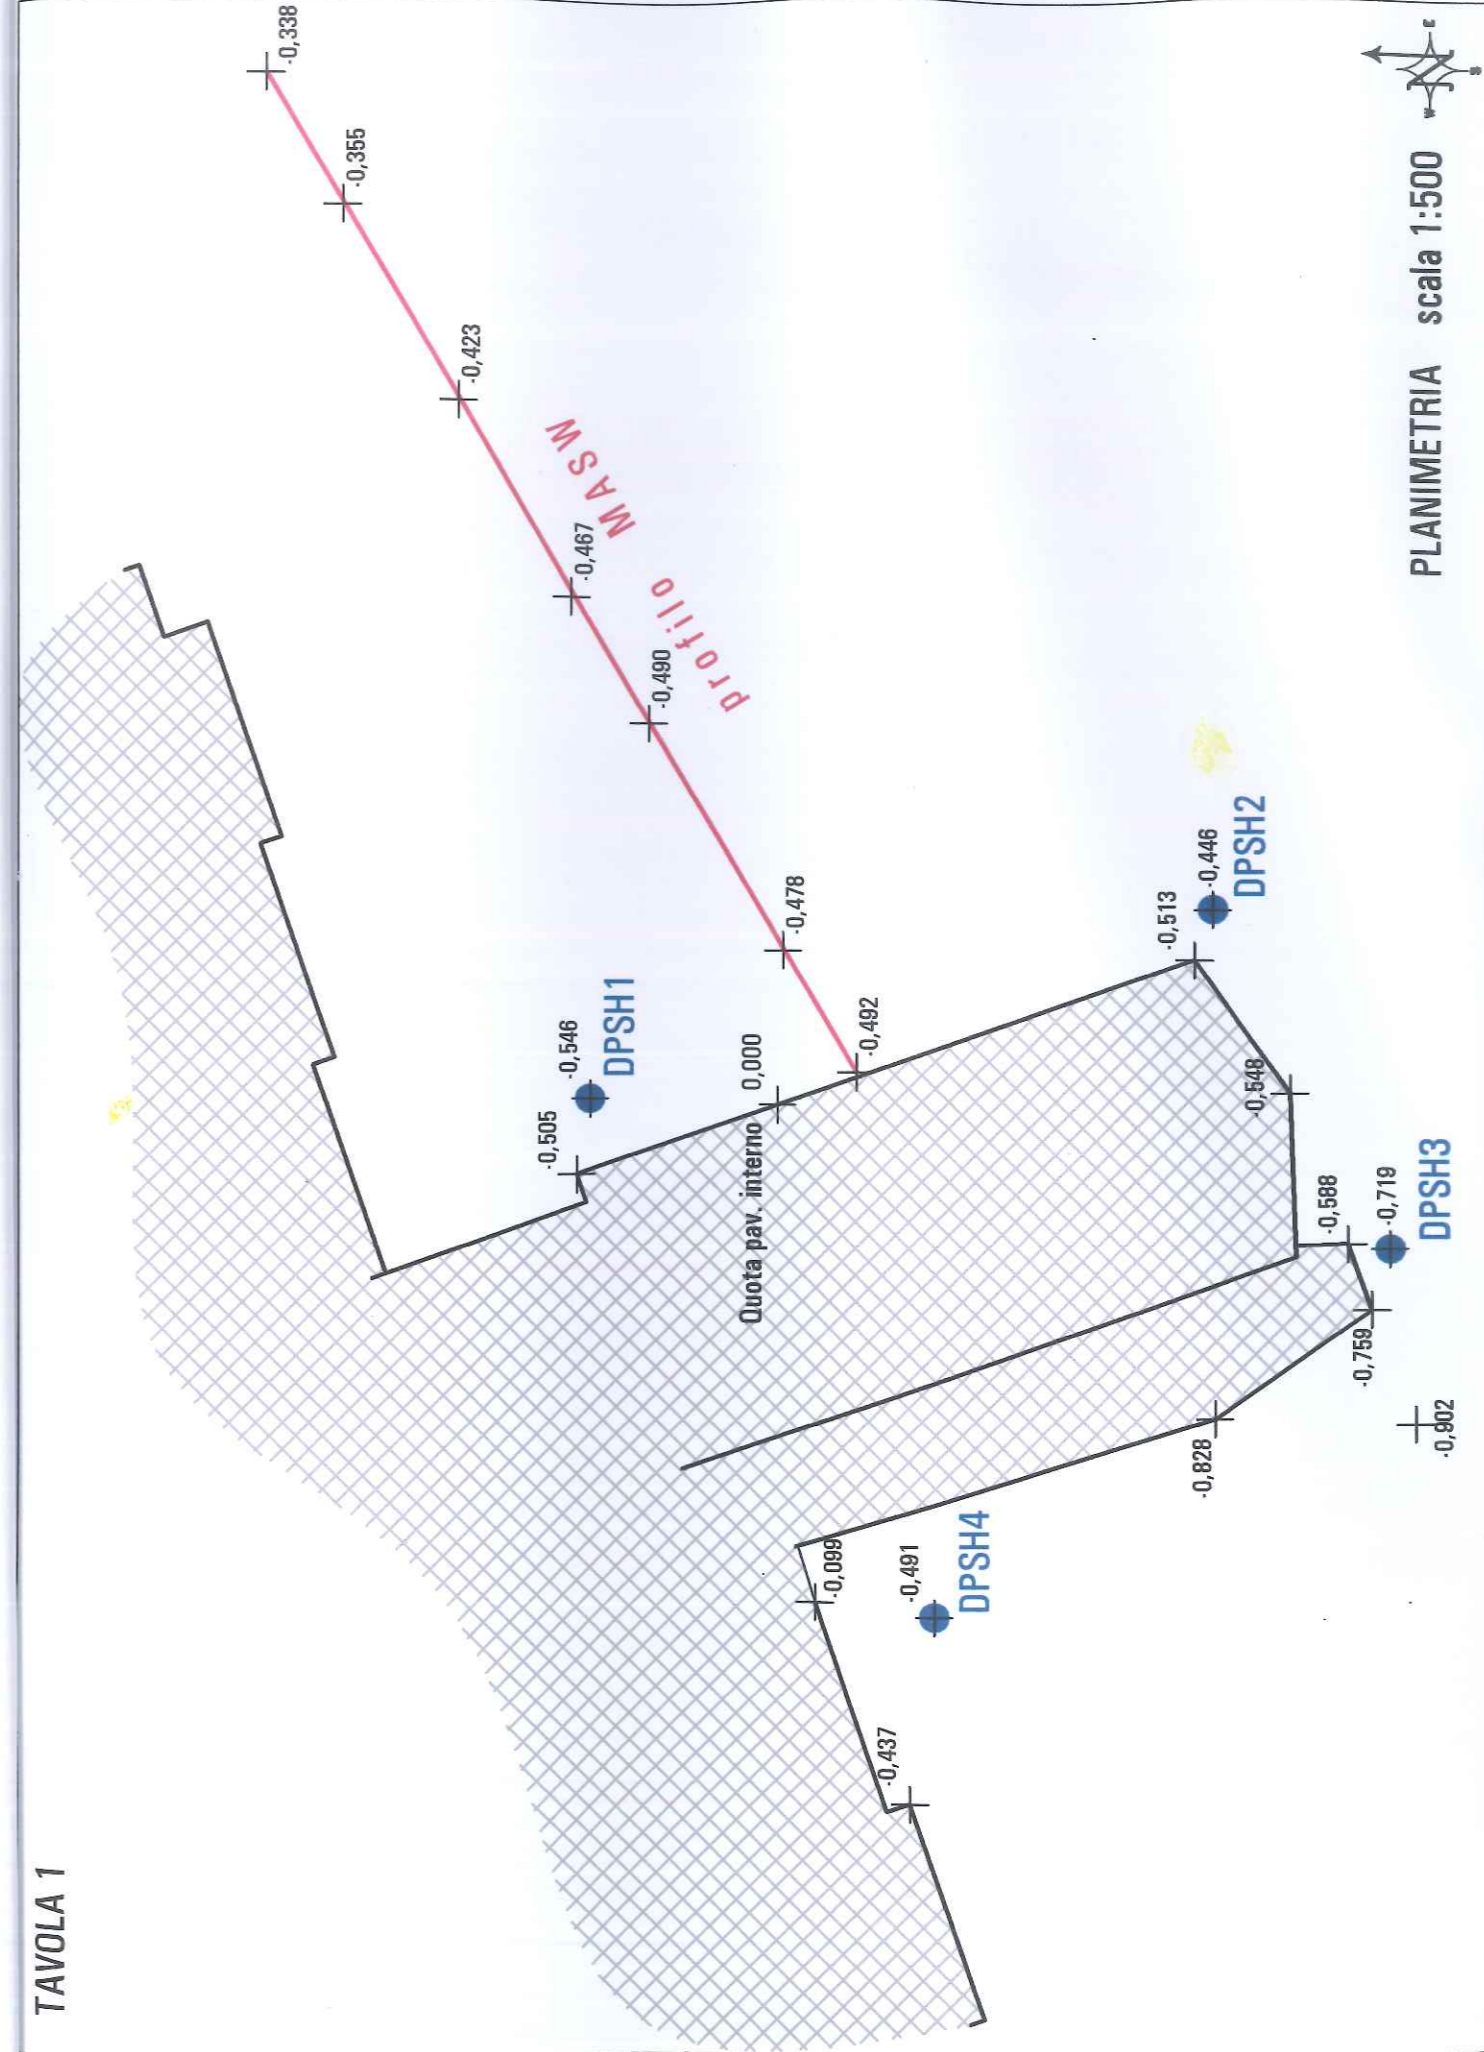 TAVOLA 1
-0,338
-0,355
-0,423
-0,467
-0,490
profilo MASW
-0,478
-0,492
-0,546
DPSH1
-0,505
0,000
Quota pav. interno
-0,513
-0,446
DPSH2
-0,548
-0,588
-0,719
DPSH3
-0,759
-0,902
-0,828
-0,099
-0,491
DPSH4
-0,437
PLANIMETRIA scala 1:500
N
W
E
S